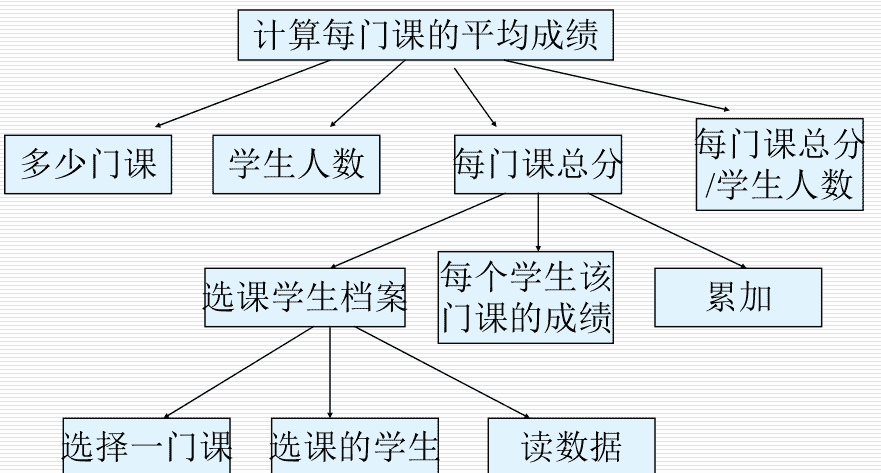 计算每门课的平均成绩
多少门课
学生人数
每门课总分
每门课总分
/学生人数
选课学生档案
每个学生该
门课的成绩
累加
选择一门课
选课的学生
读数据